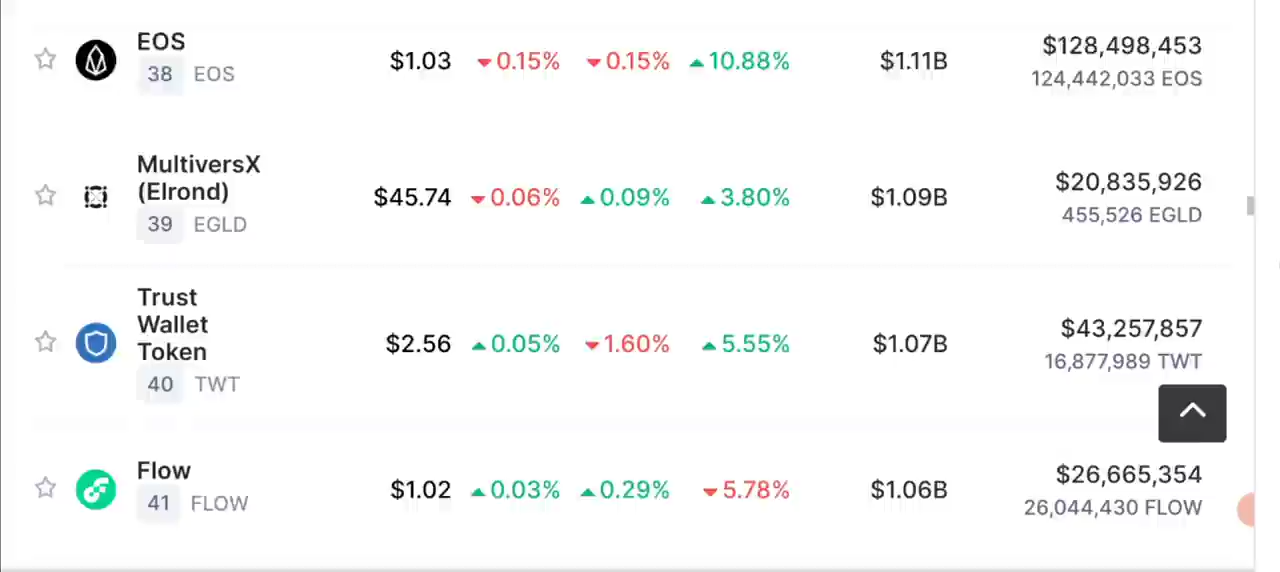 EOS
38 EOS
$1.03 0.15% 0.15% 10.88% $1.11B $128,498,453
124,442,033 EOS
MultiversX
(Elrond)
39 EGLD
$45.74 0.06% 0.09% 3.80% $1.09B $20,835,926
455,526 EGLD
Trust
Wallet
Token
40 TWT
$2.56 0.05% 1.60% 5.55% $1.07B $43,257,857
16,877,989 TWT
Flow
41 FLOW
$1.02 0.03% 0.29% 5.78% $1.06B $26,665,354
26,044,430 FLOW